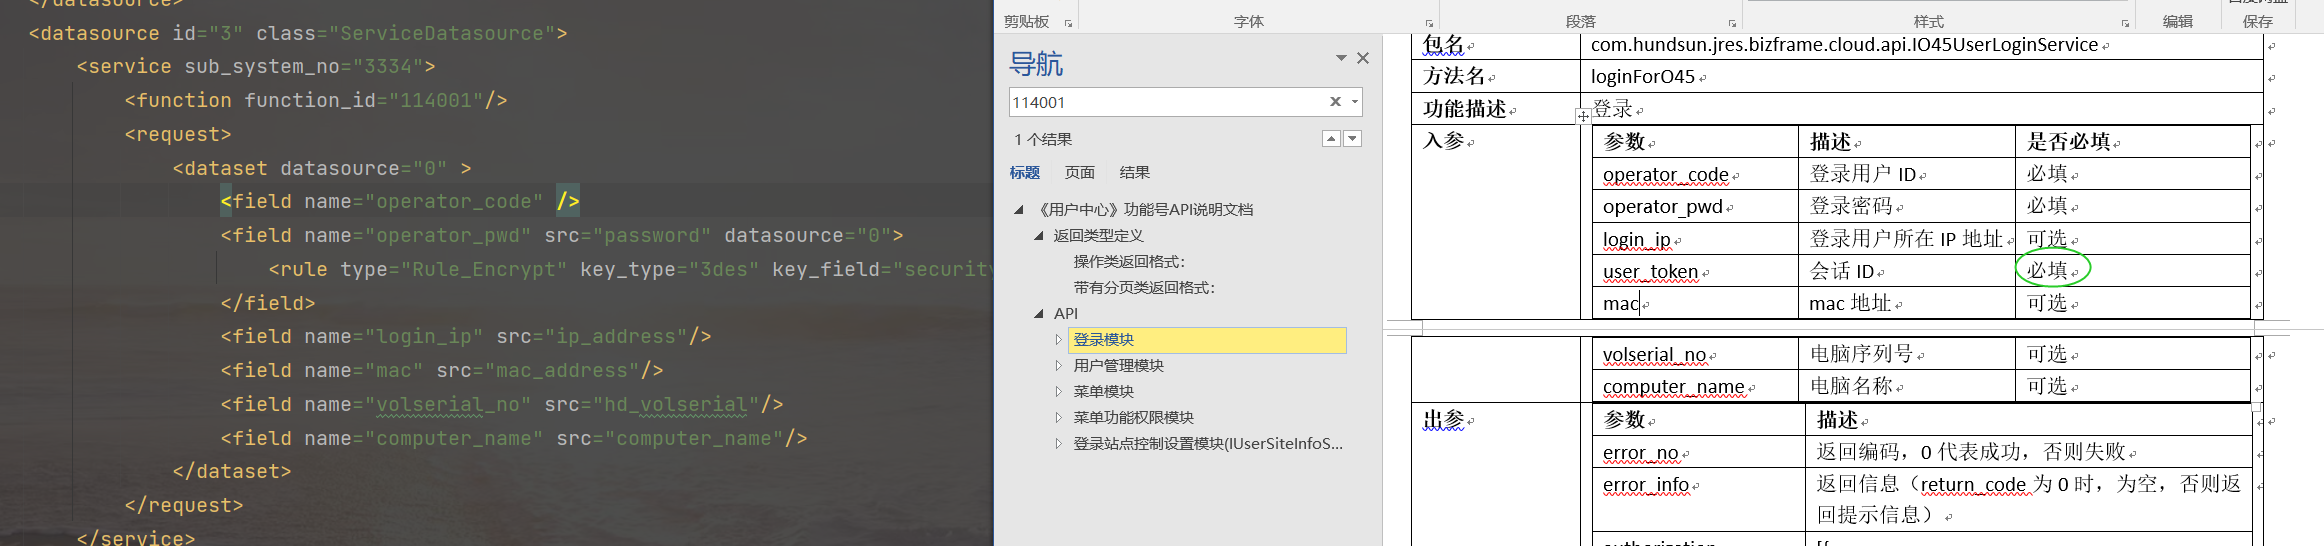 </datasource>
<datasource id="3" class="ServiceDatasource">
<service sub_system_no="3334">
<function function_id="114001"/>
<request>
<dataset datasource="0" >
<field name="operator_code" />
<field name="operator_pwd" src="password" datasource="0">
<rule type="Rule_Encrypt" key_type="3des" key_field="security
</field>
<field name="login_ip" src="ip_address"/>
<field name="mac" src="mac_address"/>
<field name="volserial_no" src="hd_volserial"/>
<field name="computer_name" src="computer_name"/>
</dataset>
</request>
</service>
剪贴板 字体 段落 样式 编辑 保存
导航
114001
1 个结果
标题 页面 结果
《用户中心》功能号API说明文档
返回类型定义
操作类返回格式：
带有分页类返回格式：
API
登录模块
用户管理模块
菜单模块
菜单功能权限模块
登录站点控制设置模块(IUserSiteInfoS...
包名 com.hundsun.jres.bizframe.cloud.api.IO45UserLoginService
方法名 loginForO45
功能描述 登录
入参 参数 描述 是否必填
operator_code 登录用户 ID 必填
operator_pwd 登录密码 必填
login_ip 登录用户所在 IP 地址 可选
user_token 会话 ID 必填
mac mac 地址 可选
volserial_no 电脑序列号 可选
computer_name 电脑名称 可选
出参 参数 描述
error_no 返回编码，0 代表成功，否则失败
error_info 返回信息（return_code 为 0 时，为空，否则返
回提示信息）